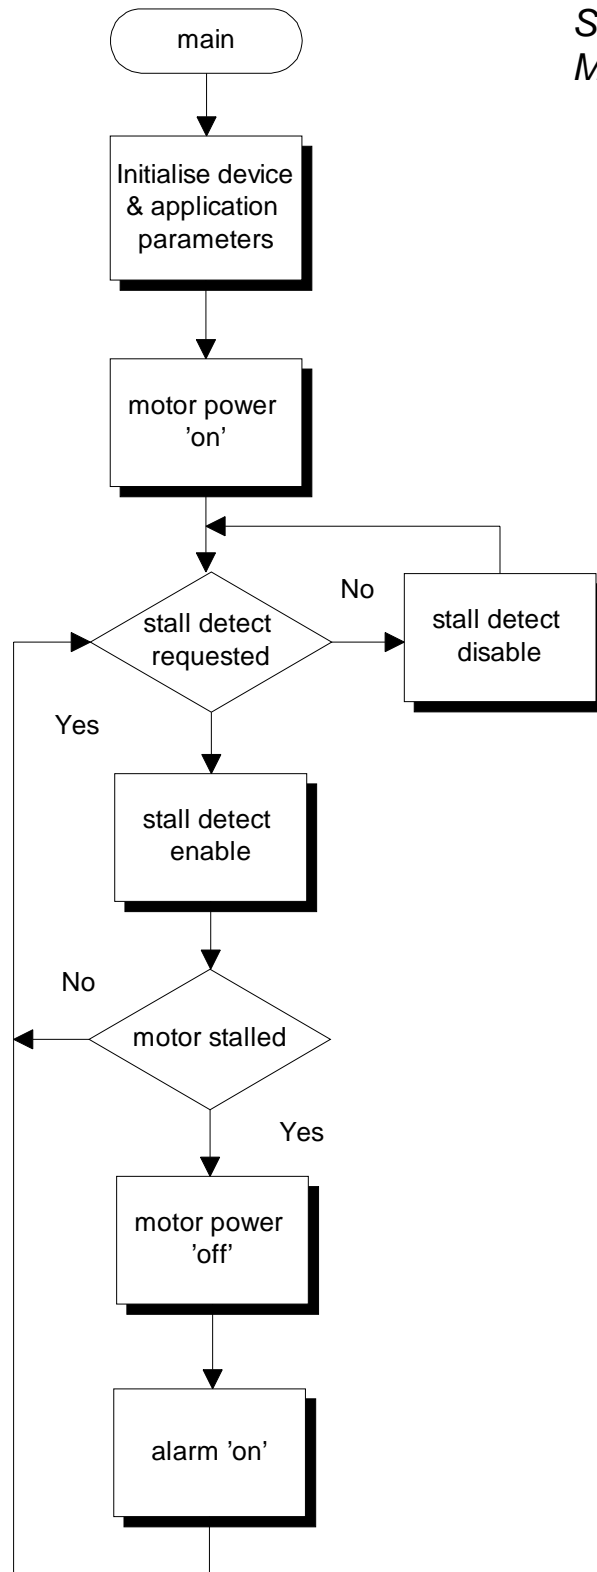 main
S
M
Initialise device
& application
parameters
motor power
'on'
No
stall detect
requested
stall detect
disable
Yes
stall detect
enable
No
motor stalled
Yes
motor power
'off'
alarm 'on'